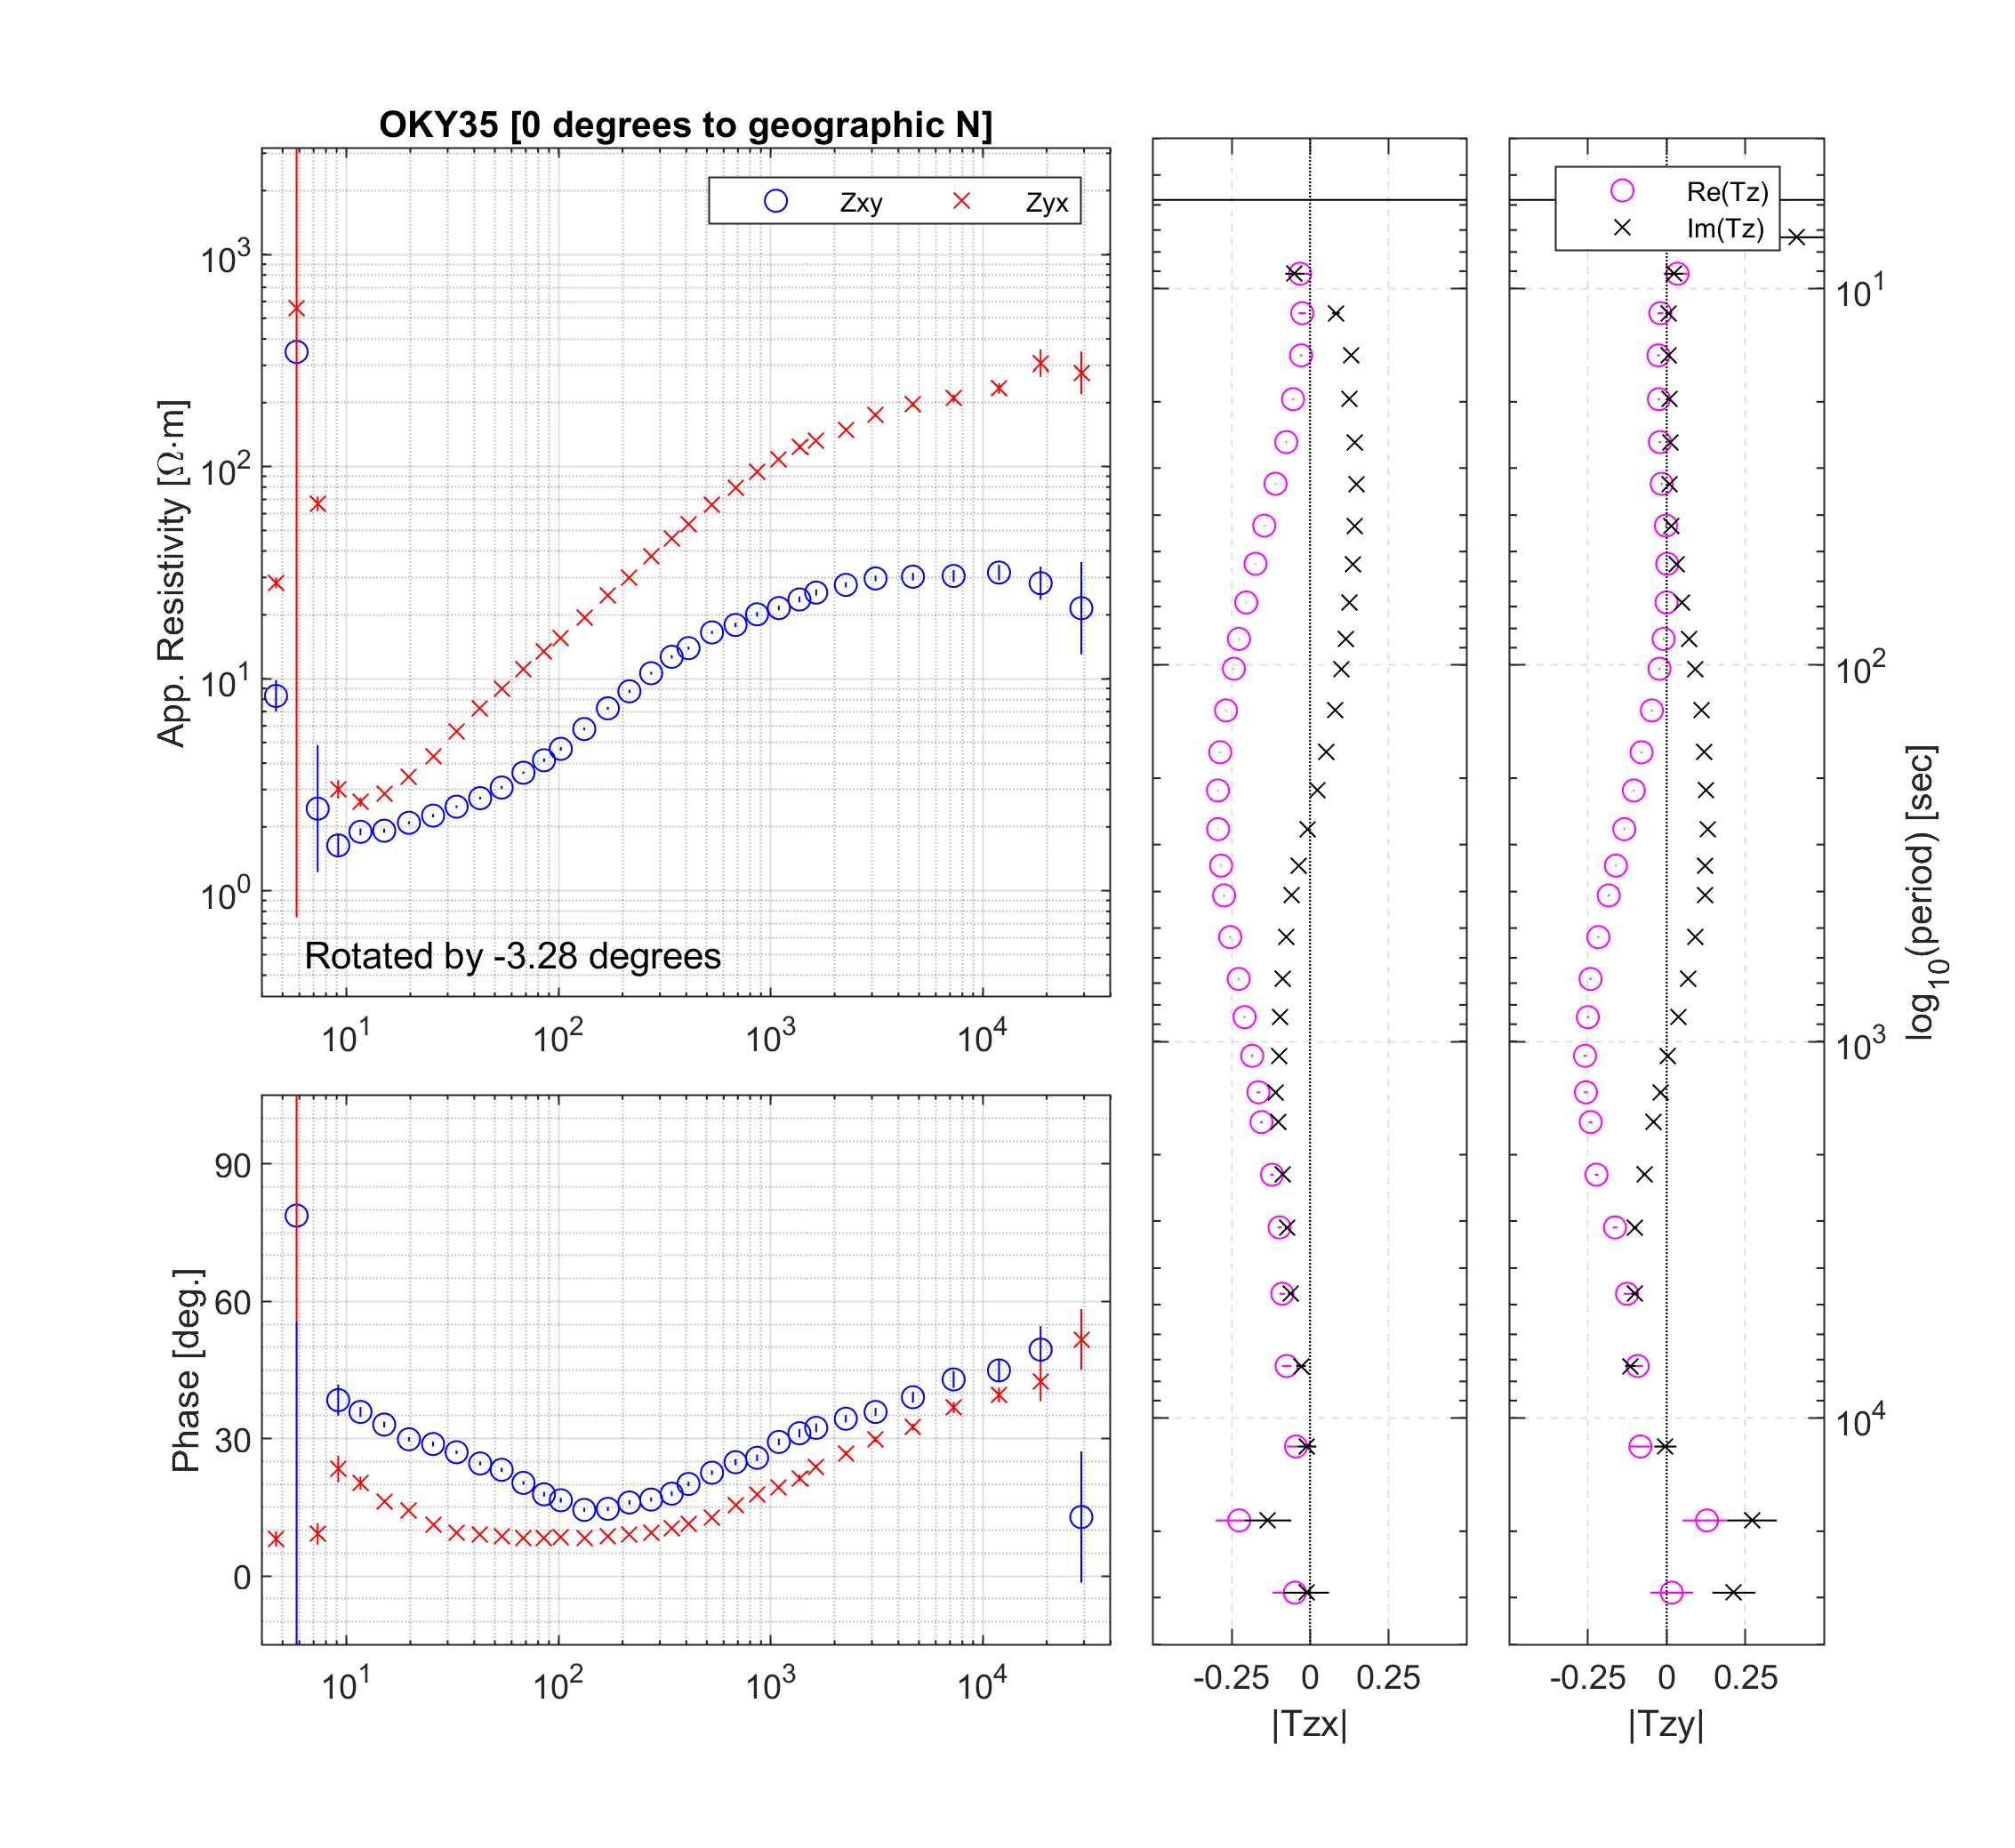 OKY35 [0 degrees to geographic N]
Zxy Zyx
App. Resistivity [Ω·m]
10^3
10^2
10^1
10^0
Rotated by -3.28 degrees
10^1 10^2 10^3 10^4
Phase [deg.]
90
60
30
0
10^1 10^2 10^3 10^4
-0.25 0 0.25
|Tzx|
Re(Tz)
Im(Tz)
-0.25 0 0.25
|Tzy|
10^1
10^2
10^3
10^4
log_10(period) [sec]